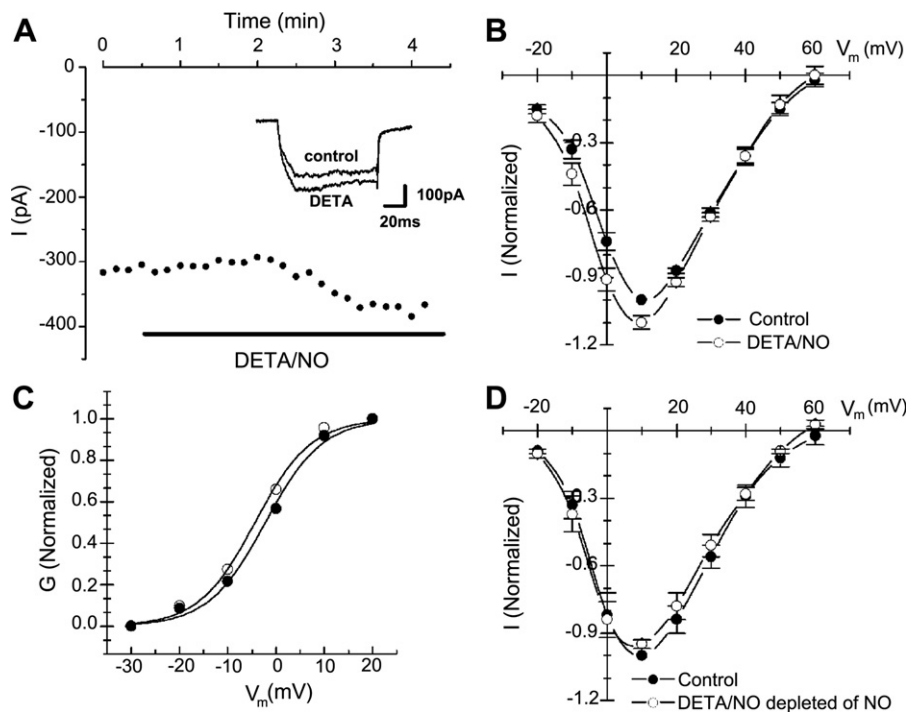 A
Time (min)
0 1 2 3 4
0
-100
-200
-300
-400
I (pA)
control
DETA
100pA
20ms
DETA/NO
B
Vm (mV)
-20 20 40 60
-0.3
-0.6
-0.9
-1.2
I (Normalized)
Control
DETA/NO
C
1.0
0.8
0.6
0.4
0.2
0.0
G (Normalized)
-30 -20 -10 0 10 20
Vm(mV)
D
-20 20 40 60
Vm(mV)
-0.3
-0.6
-0.9
-1.2
I (Normalized)
Control
DETA/NO depleted of NO